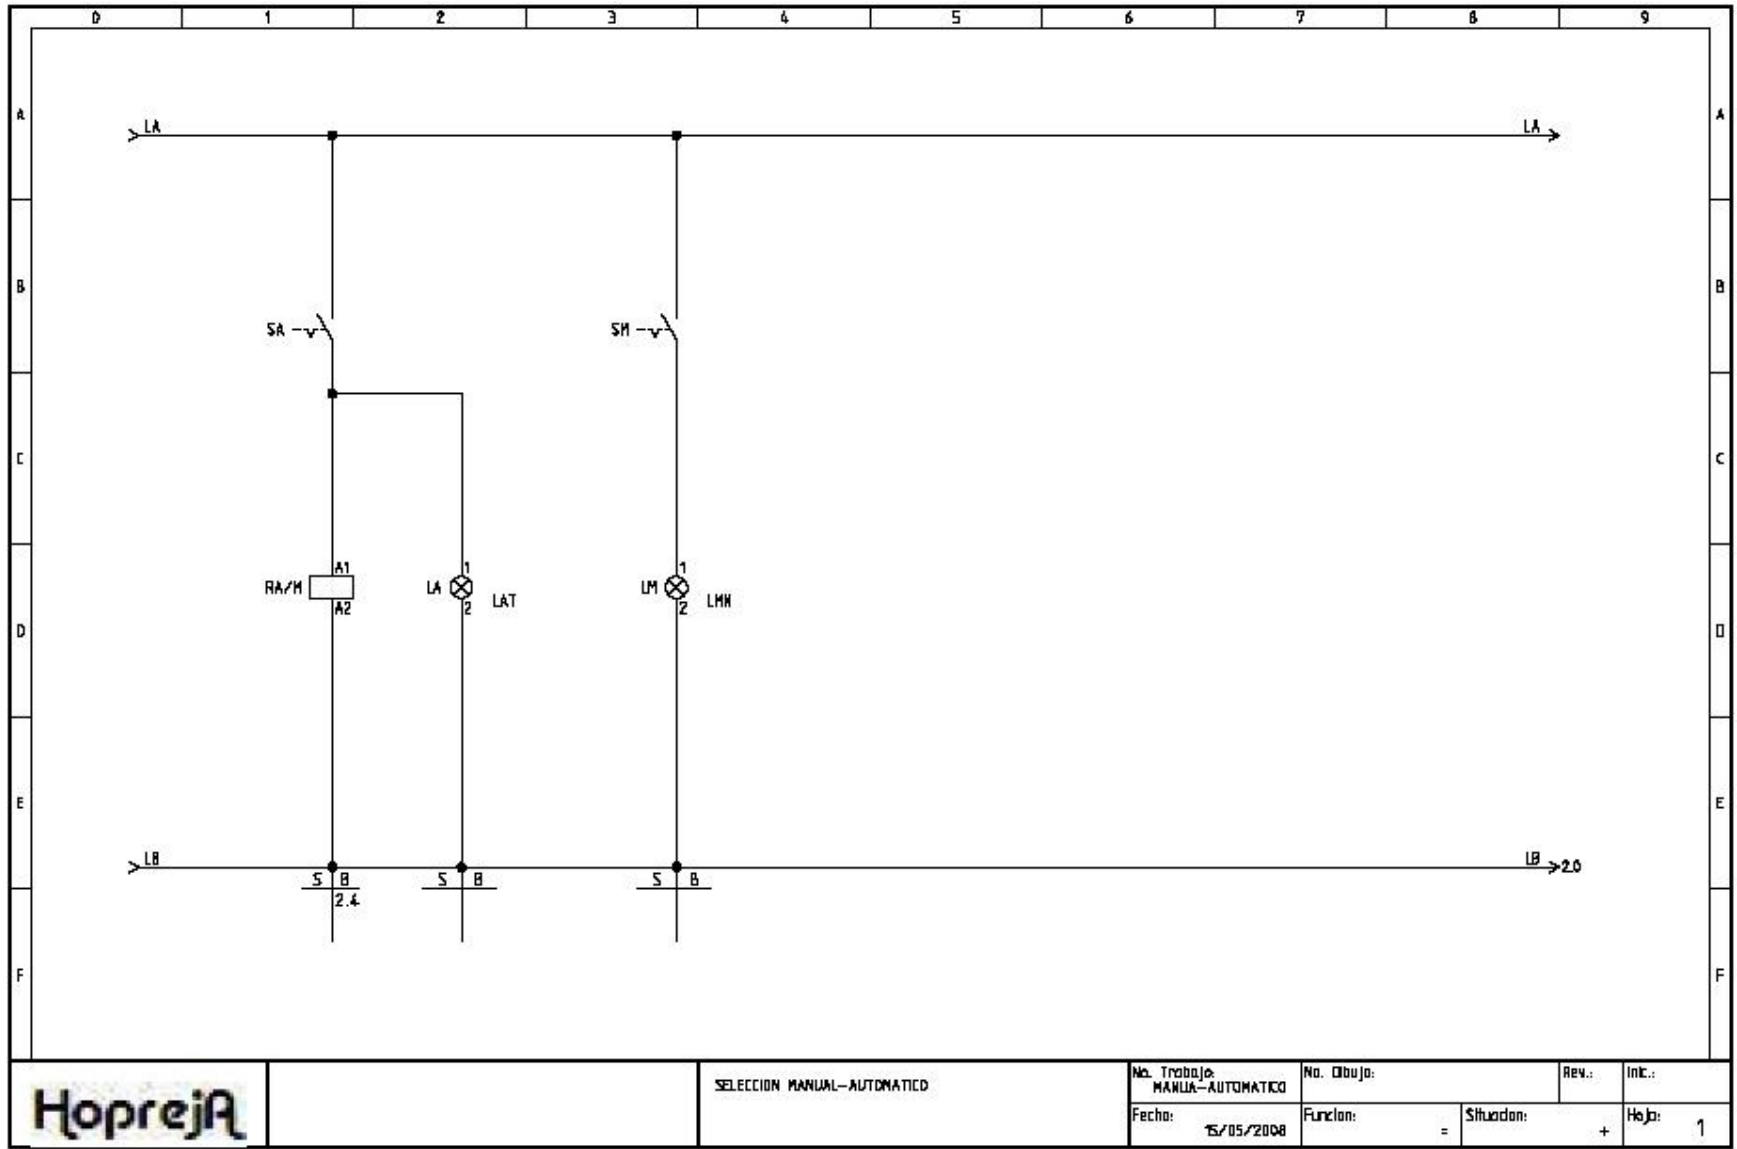 0 1 2 3 4 5 6 7 8 9
A A
LA LA
B B
SA SM
C C
A1 1 1
RA/M LA LM
A2 2 LAT 2 LMN
D D
E E
LB LB 2.0
S B S B S B
2.4
F F
HoprejA
SELECCION MANUAL-AUTOMATICO
No. Trabajo: No. Dibujo: Rev.: Inic.:
MANUA-AUTOMATICO
Fecha: Funcion: Situacion: Hoja:
15/05/2008 = + 1